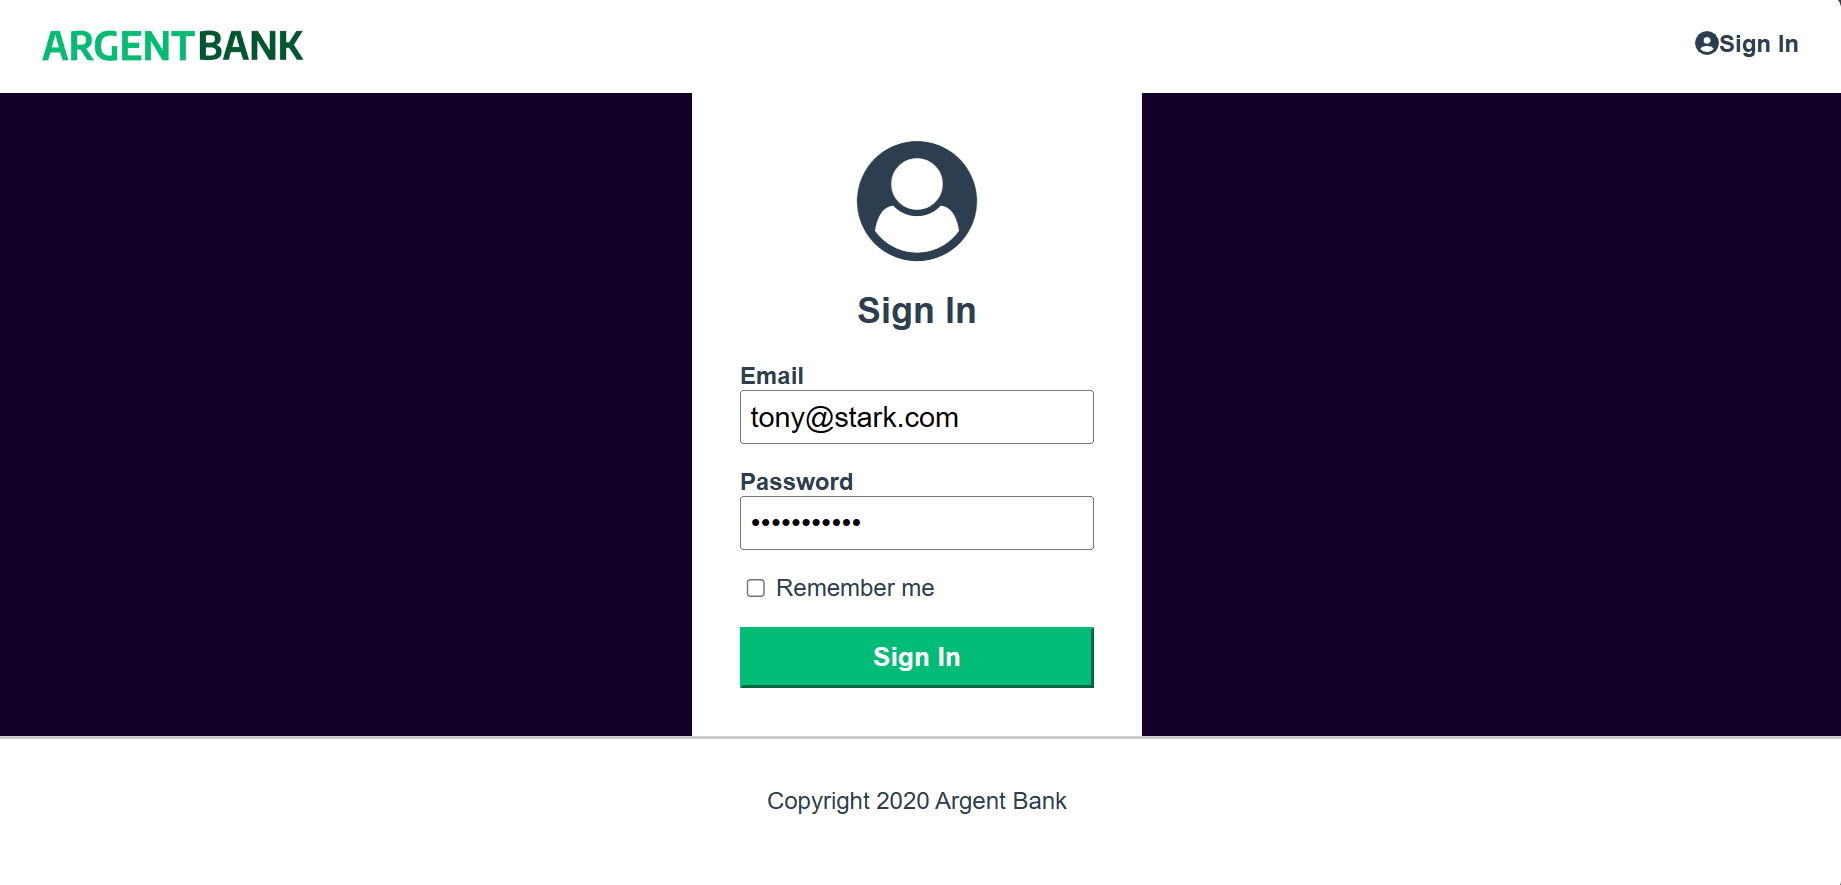 ARGENTBANK
Sign In
Sign In
Email
tony@stark.com
Password
•••••••••••
Remember me
Sign In
Copyright 2020 Argent Bank